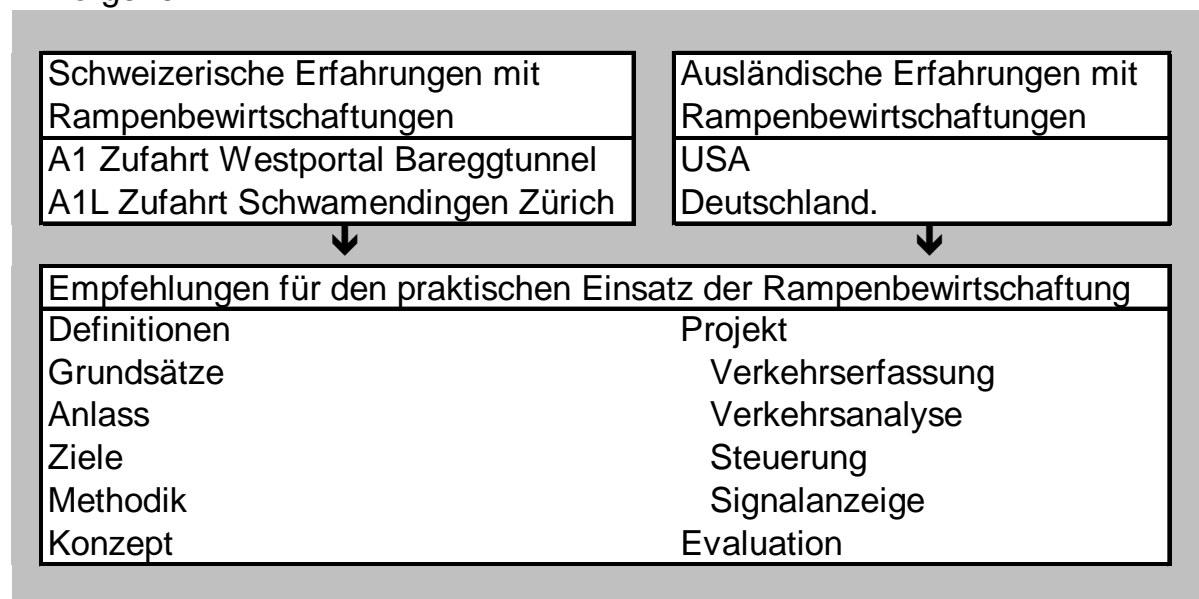 Schweizerische Erfahrungen mit
Rampenbewirtschaftungen
A1 Zufahrt Westportal Bareggtunnel
A1L Zufahrt Schwamendingen Zürich
Ausländische Erfahrungen mit
Rampenbewirtschaftungen
USA
Deutschland.
Empfehlungen für den praktischen Einsatz der Rampenbewirtschaftung
Definitionen
Grundsätze
Anlass
Ziele
Methodik
Konzept
Projekt
Verkehrserfassung
Verkehrsanalyse
Steuerung
Signalanzeige
Evaluation